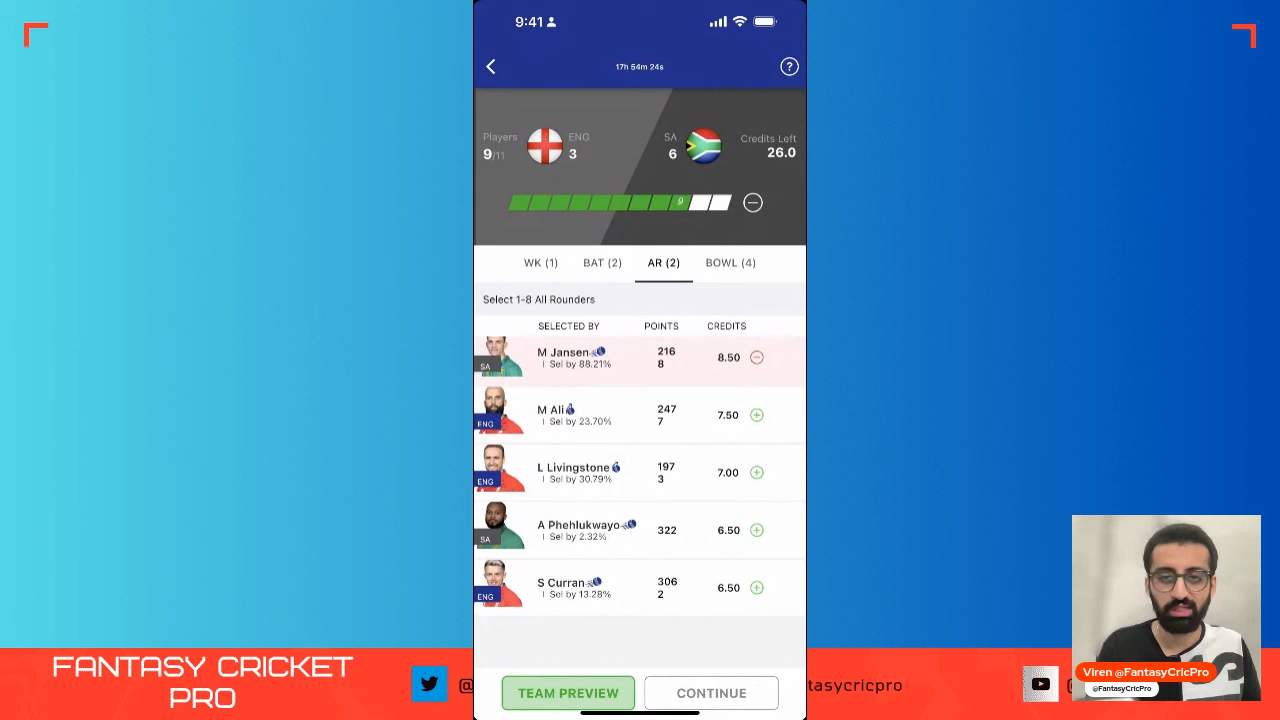 9:41
17h 54m 24s
?
Players
9/11
ENG
3
SA
6
Credits Left
26.0
9
WK (1) BAT (2) AR (2) BOWL (4)
Select 1-8 All Rounders
SELECTED BY POINTS CREDITS
M Jansen 216 8.50
SA Sel by 88.21% 8
M Ali 247 7.50
ENG Sel by 23.70% 7
L Livingstone 197 7.00
ENG Sel by 30.79% 3
A Phehlukwayo 322 6.50
SA Sel by 2.32%
S Curran 306 6.50
ENG Sel by 13.28% 2
TEAM PREVIEW CONTINUE
FANTASY CRICKET
PRO
@
tasycricpro
Viren @FantasyCricPro
@FantasyCricPro